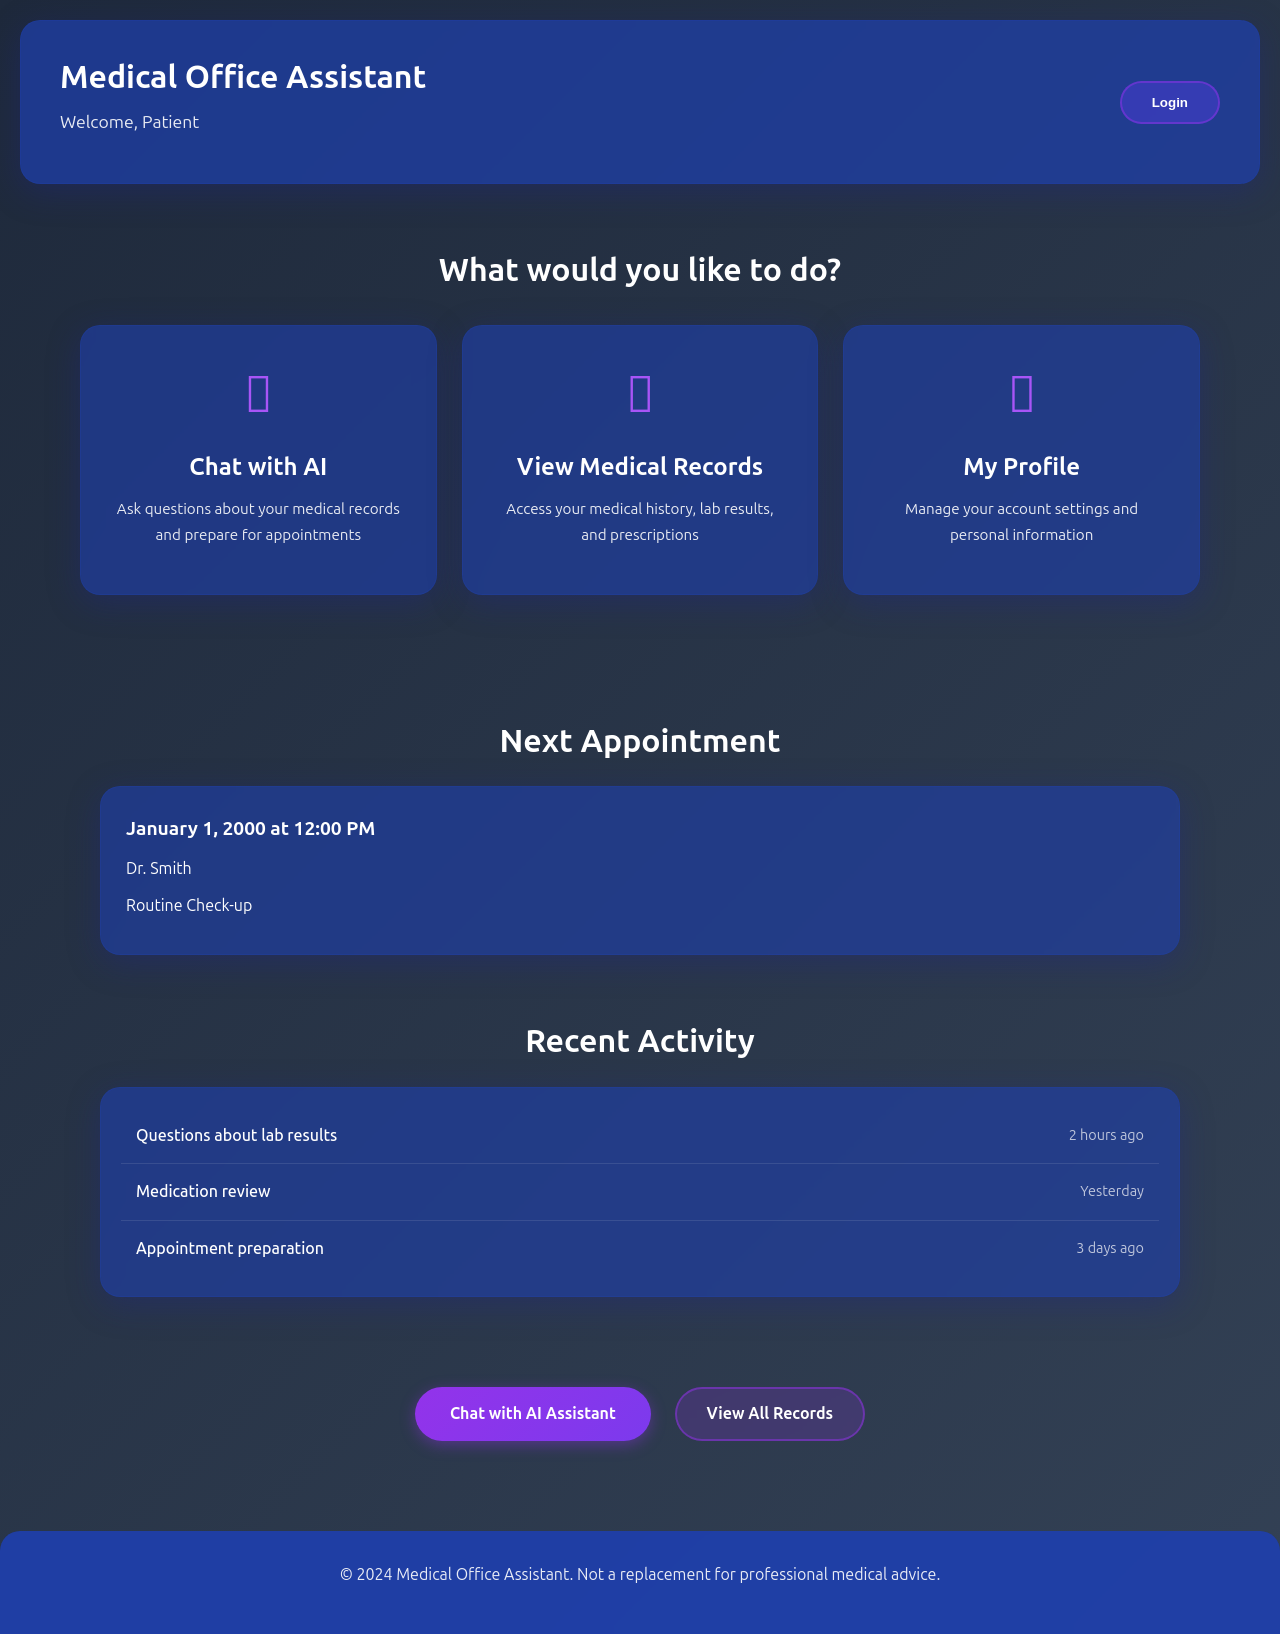 Medical Office Assistant
Welcome, Patient
Login
What would you like to do?
Chat with AI
Ask questions about your medical records
and prepare for appointments
View Medical Records
Access your medical history, lab results,
and prescriptions
My Profile
Manage your account settings and
personal information
Next Appointment
January 1, 2000 at 12:00 PM
Dr. Smith
Routine Check-up
Recent Activity
Questions about lab results
2 hours ago
Medication review
Yesterday
Appointment preparation
3 days ago
Chat with AI Assistant
View All Records
© 2024 Medical Office Assistant. Not a replacement for professional medical advice.